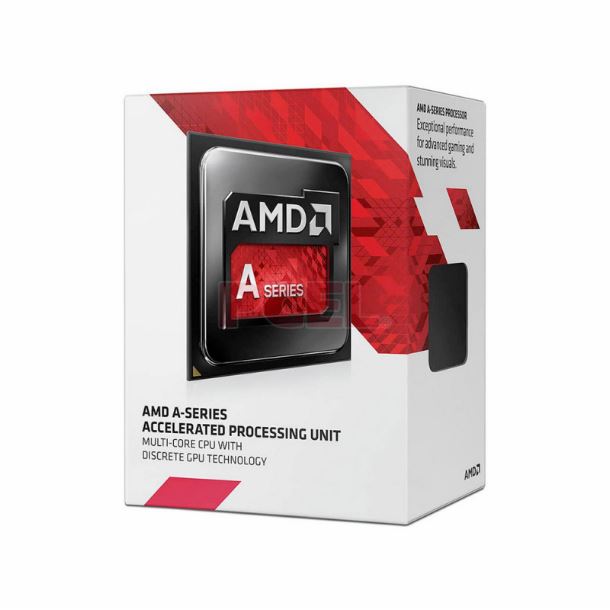 AMD A-SERIES PROCESSOR
Exceptional performance
for advanced gaming and
stunning visuals.
AMD
A SERIES
PCEL
AMD A-SERIES
ACCELERATED PROCESSING UNIT
MULTI-CORE CPU WITH
DISCRETE GPU TECHNOLOGY
AMD